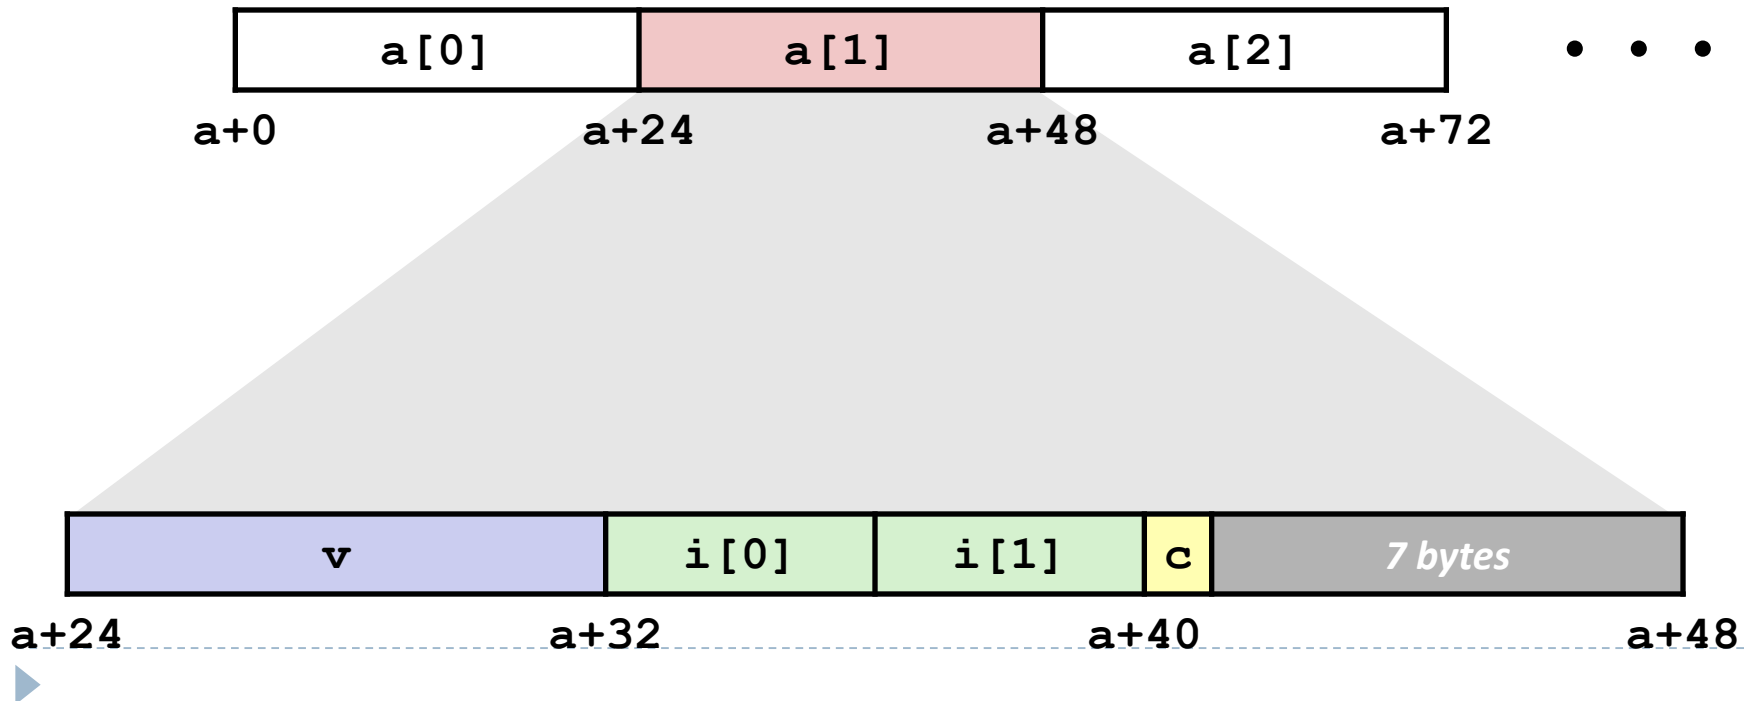 a[0] a[1] a[2] • • •
a+0 a+24 a+48 a+72
v i[0] i[1] c 7 bytes
a+24 a+32 a+40 a+48